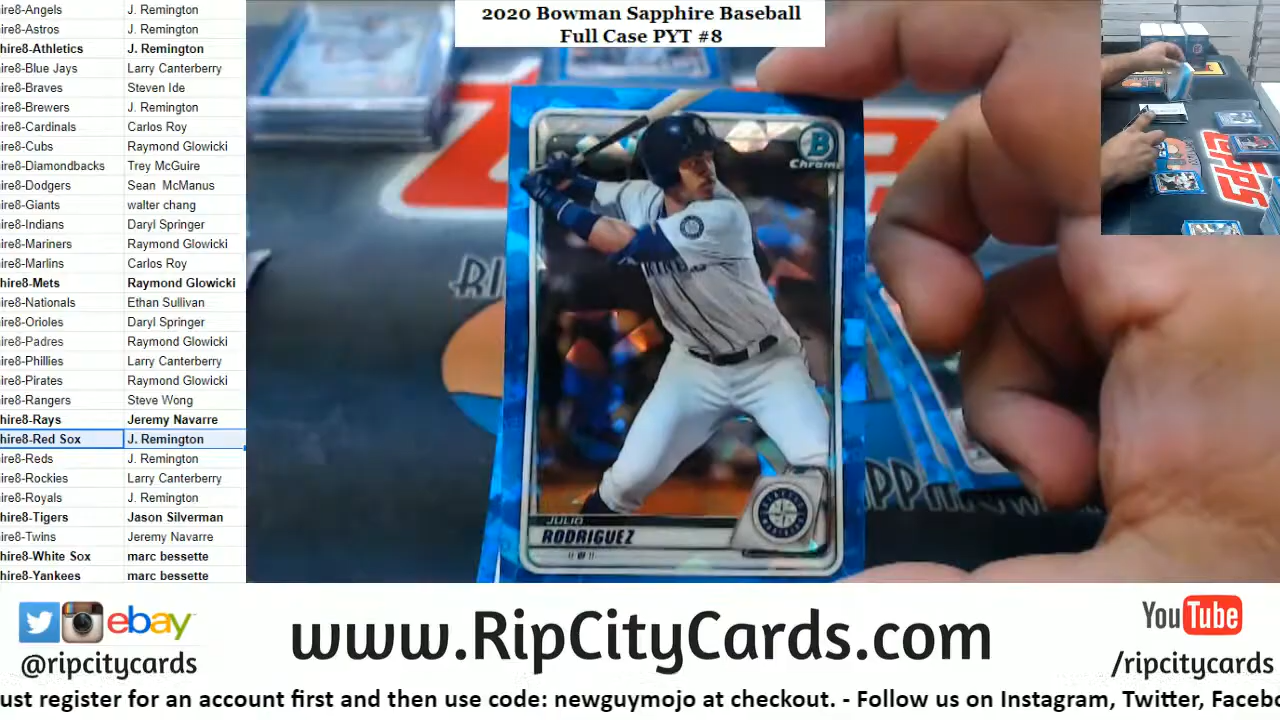 2020 Bowman Sapphire Baseball
Full Case PYT #8
ire8-Angels J. Remington
ire8-Astros J. Remington
hire8-Athletics J. Remington
ire8-Blue Jays Larry Canterberry
ire8-Braves Steven Ide
ire8-Brewers J. Remington
ire8-Cardinals Carlos Roy
ire8-Cubs Raymond Glowicki
ire8-Diamondbacks Trey McGuire
ire8-Dodgers Sean McManus
ire8-Giants walter chang
ire8-Indians Daryl Springer
ire8-Mariners Raymond Glowicki
ire8-Marlins Carlos Roy
hire8-Mets Raymond Glowicki
ire8-Nationals Ethan Sullivan
ire8-Orioles Daryl Springer
ire8-Padres Raymond Glowicki
ire8-Phillies Larry Canterberry
ire8-Pirates Raymond Glowicki
ire8-Rangers Steve Wong
hire8-Rays Jeremy Navarre
hire8-Red Sox J. Remington
ire8-Reds J. Remington
ire8-Rockies Larry Canterberry
ire8-Royals J. Remington
hire8-Tigers Jason Silverman
ire8-Twins Jeremy Navarre
hire8-White Sox marc bessette
hire8-Yankees marc bessette
B
Chrome
JULIO
RODRIGUEZ
ebay
@ripcitycards
www.RipCityCards.com
YouTube
/ripcitycards
ust register for an account first and then use code: newguymojo at checkout. - Follow us on Instagram, Twitter, Facebo